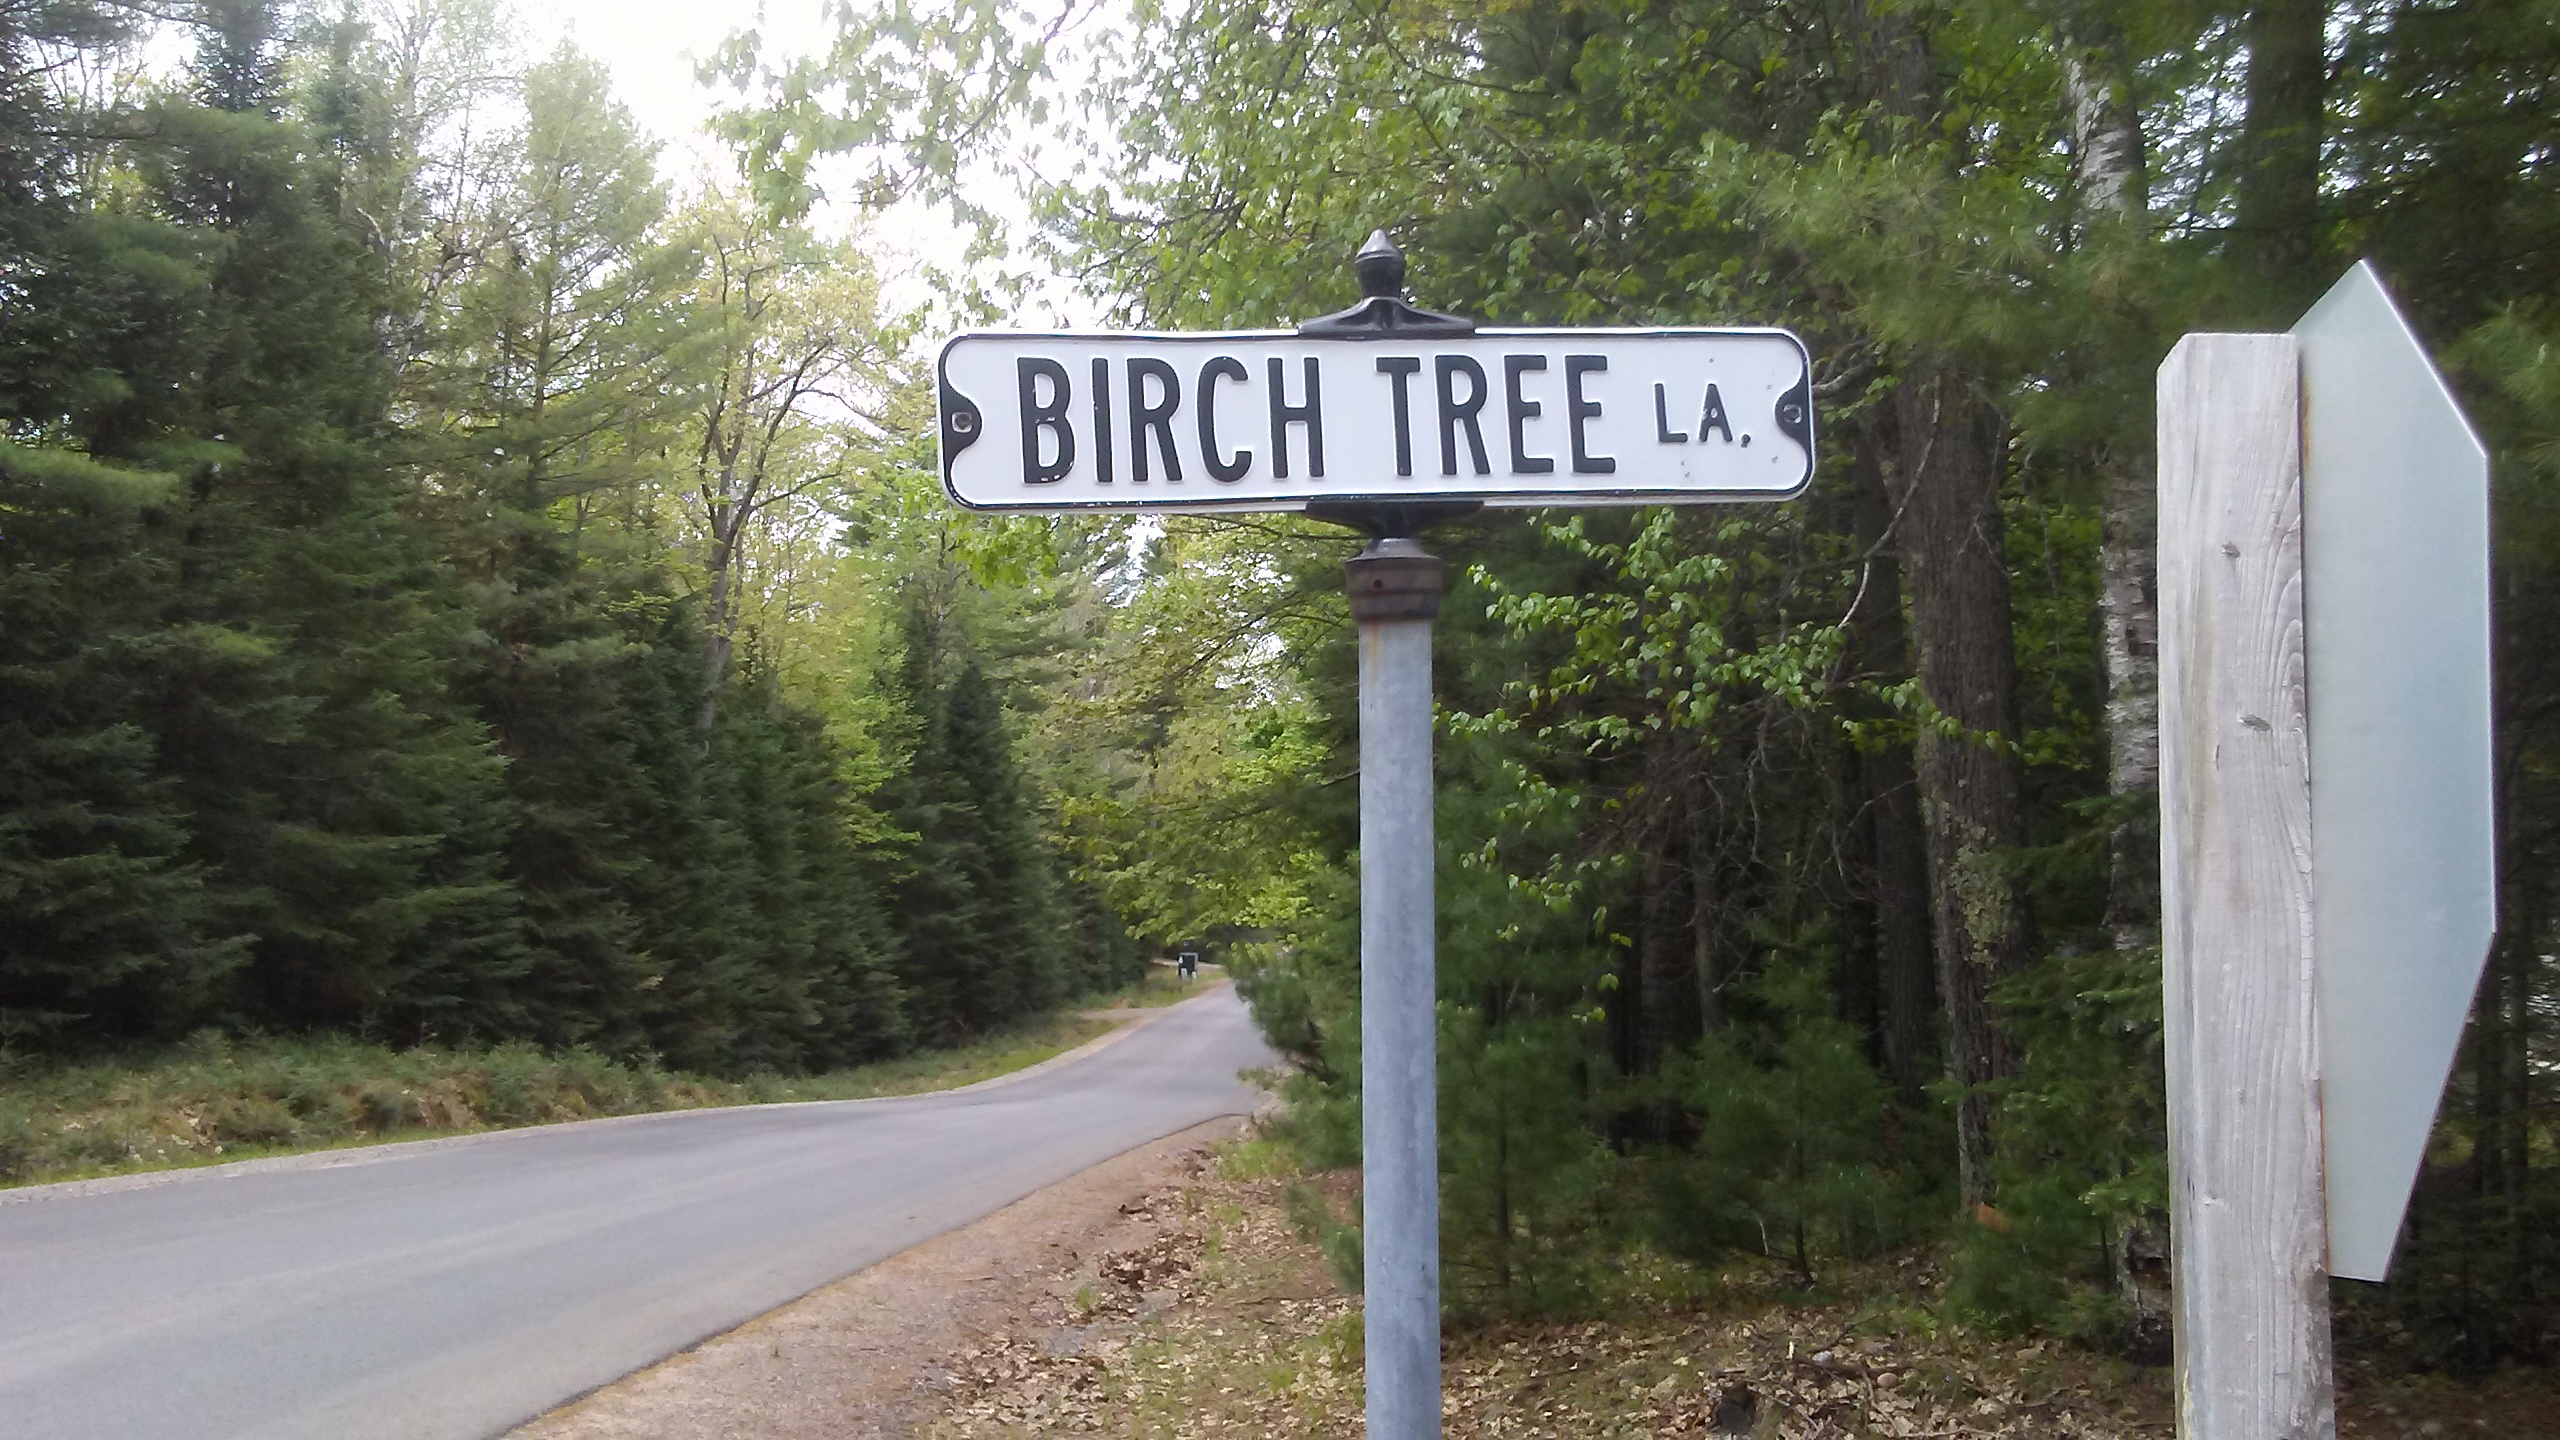 BIRCH TREE LA.